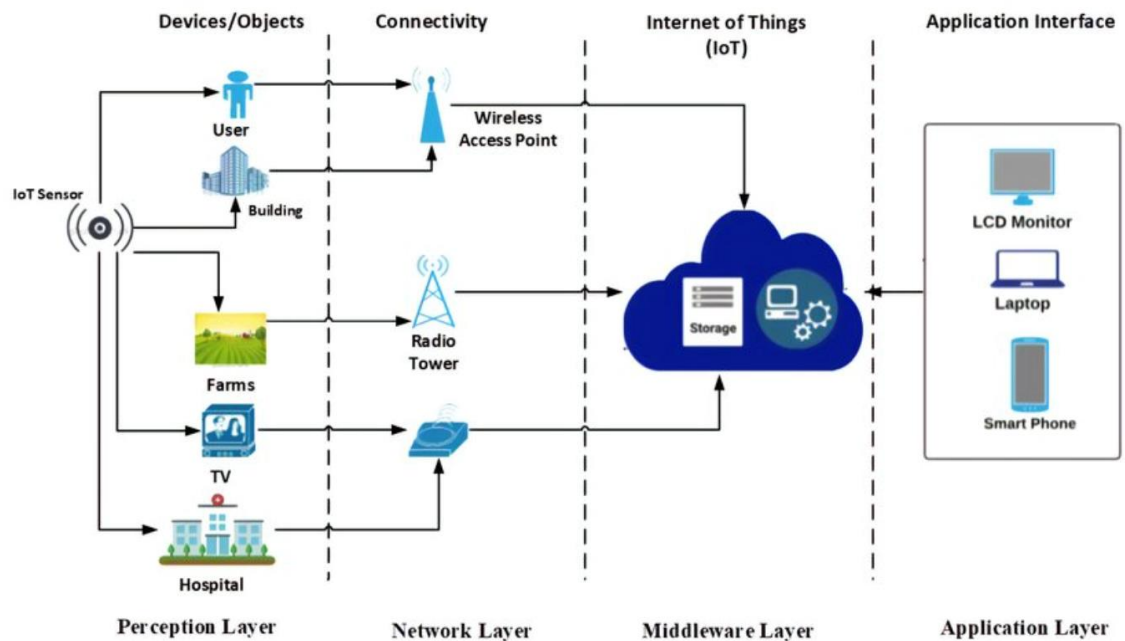 Devices/Objects
Connectivity
Internet of Things
(IoT)
Application Interface
User
Wireless
Access Point
IoT Sensor
Building
LCD Monitor
Laptop
Storage
Radio
Tower
Farms
Smart Phone
TV
Hospital
Perception Layer
Network Layer
Middleware Layer
Application Layer